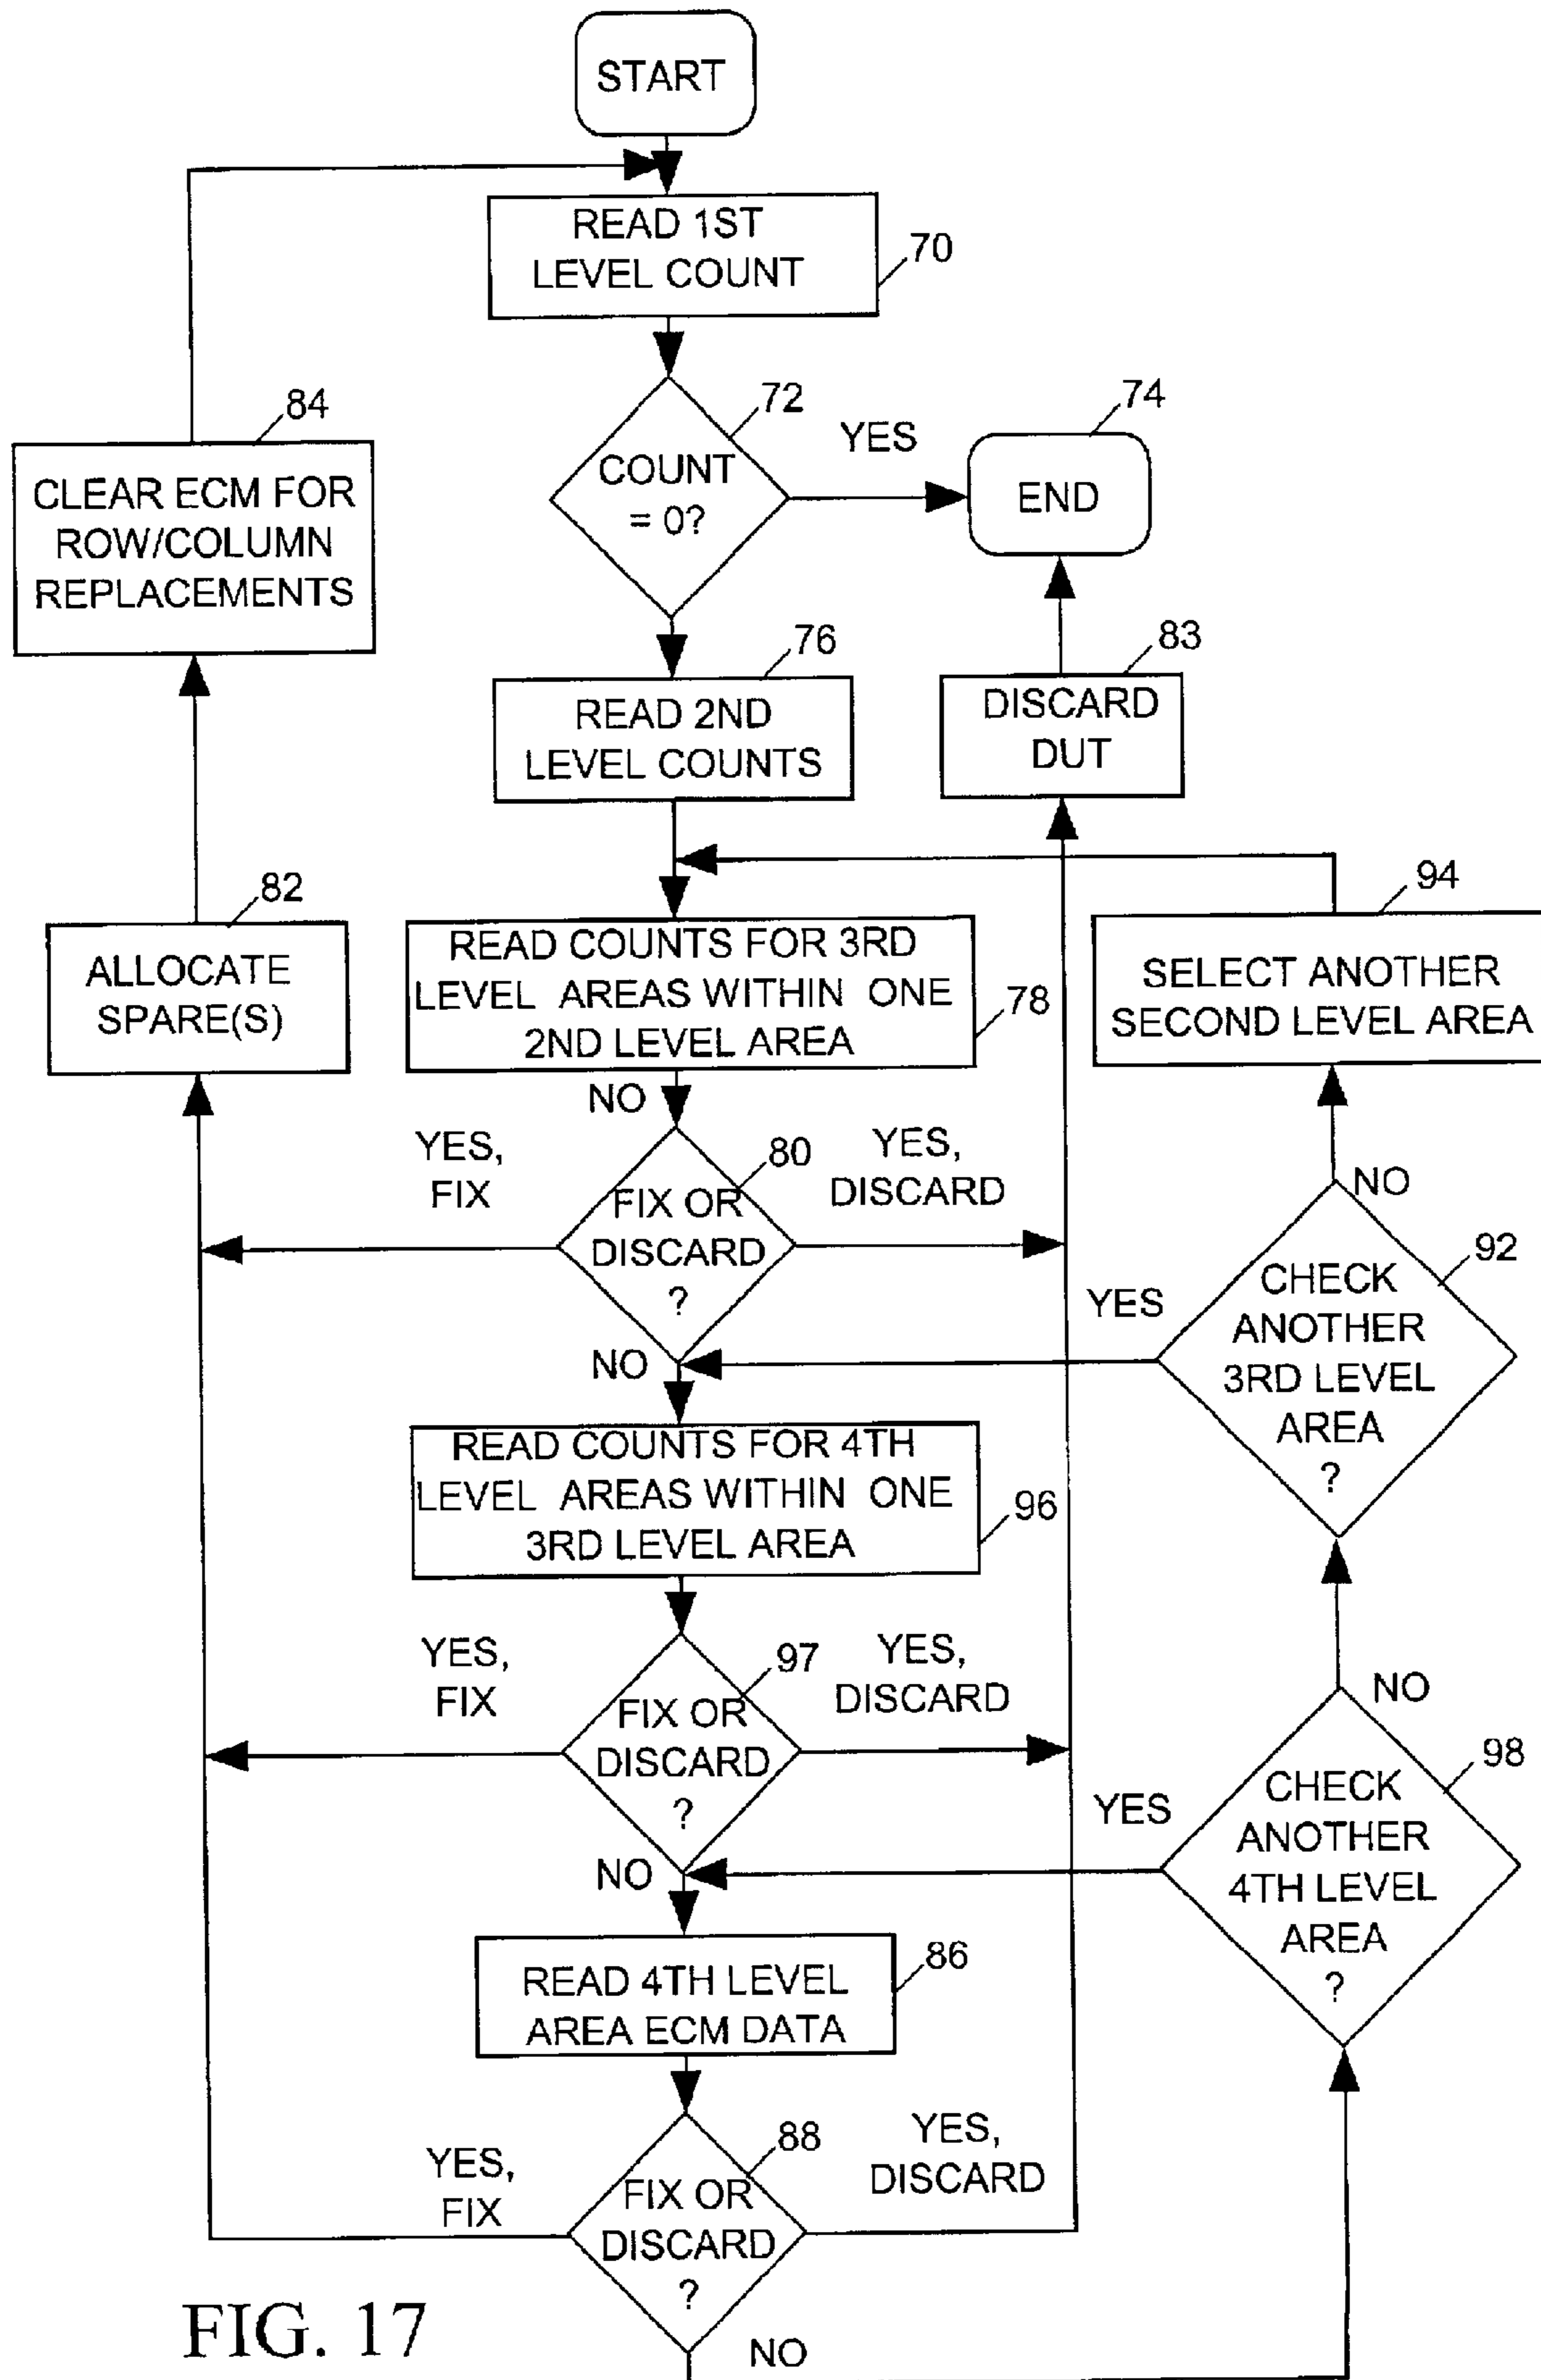 START
READ 1ST
LEVEL COUNT
70
72
COUNT
= 0?
YES
74
END
84
CLEAR ECM FOR
ROW/COLUMN
REPLACEMENTS
76
READ 2ND
LEVEL COUNTS
83
DISCARD
DUT
82
ALLOCATE
SPARE(S)
READ COUNTS FOR 3RD
LEVEL AREAS WITHIN ONE
2ND LEVEL AREA
78
94
SELECT ANOTHER
SECOND LEVEL AREA
NO
YES,
FIX
80
FIX OR
DISCARD
?
YES,
DISCARD
NO
92
CHECK
ANOTHER
3RD LEVEL
AREA
?
YES
NO
READ COUNTS FOR 4TH
LEVEL AREAS WITHIN ONE
3RD LEVEL AREA
96
YES,
FIX
97
FIX OR
DISCARD
?
YES,
DISCARD
NO
98
CHECK
ANOTHER
4TH LEVEL
AREA
?
YES
NO
READ 4TH LEVEL
AREA ECM DATA
86
YES,
FIX
88
FIX OR
DISCARD
?
YES,
DISCARD
NO
FIG. 17